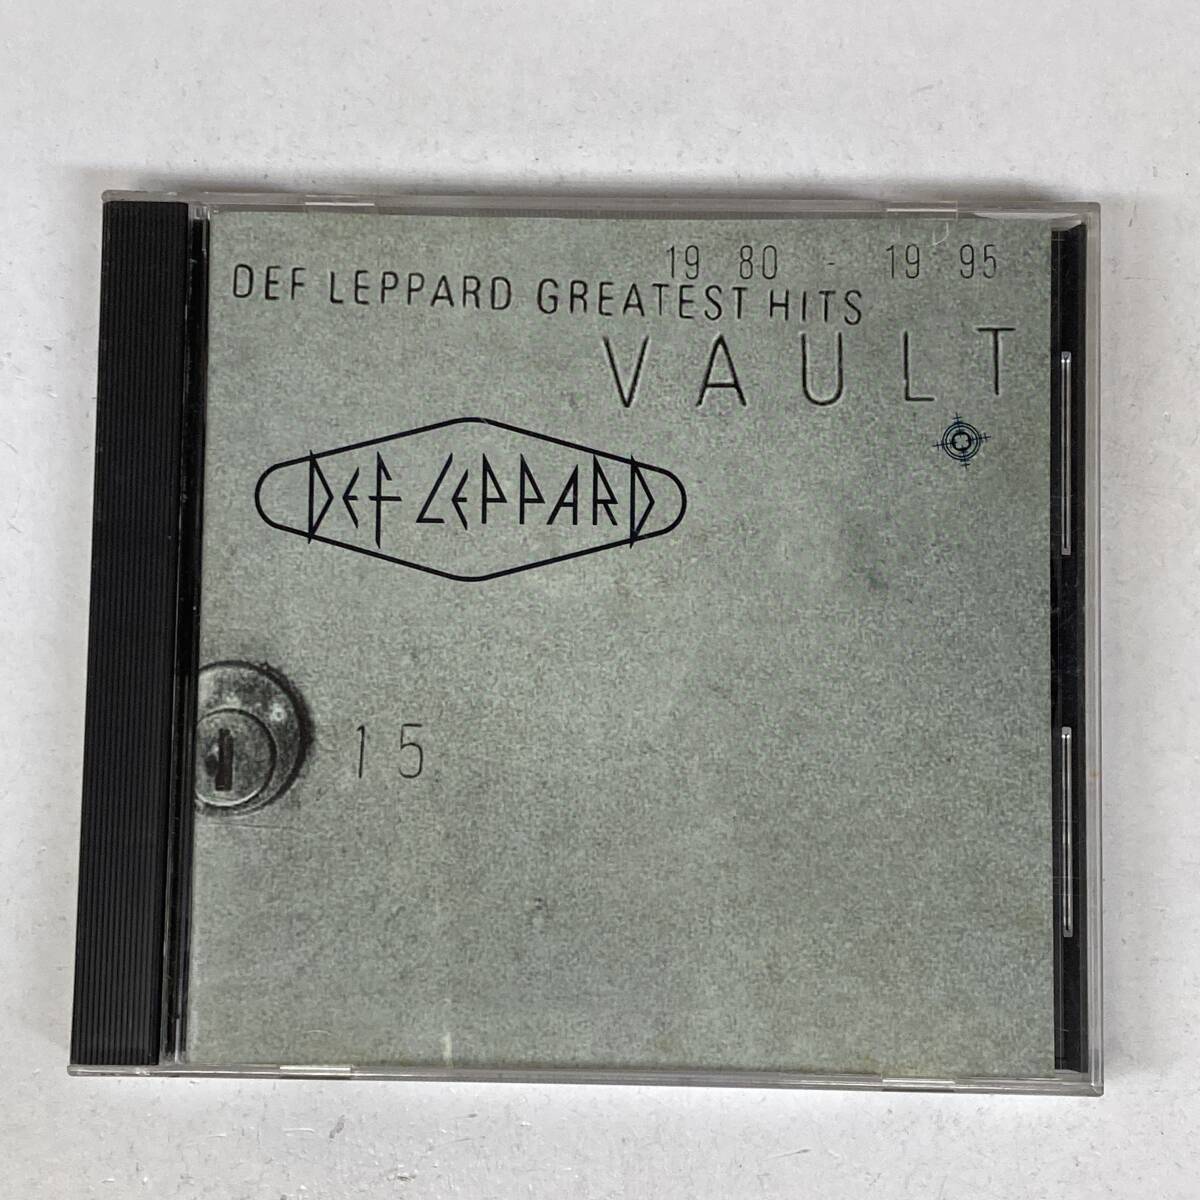 19 80 - 19 95
DEF LEPPARD GREATEST HITS
VAULT
DEF LEPPARD
15